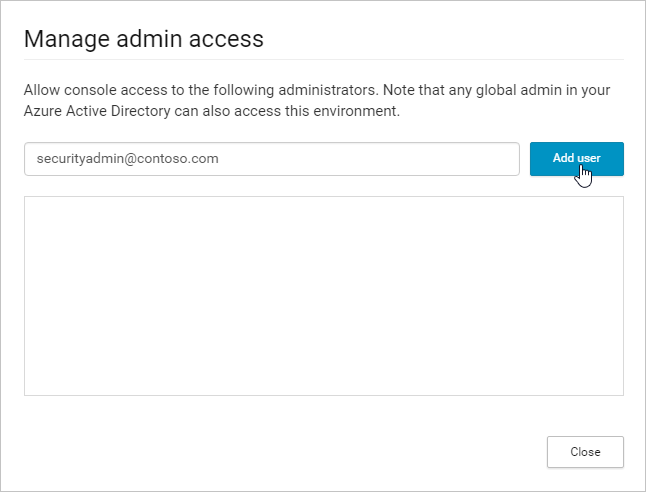 Manage admin access
Allow console access to the following administrators. Note that any global admin in your
Azure Active Directory can also access this environment.
securityadmin@contoso.com
Add user
Close